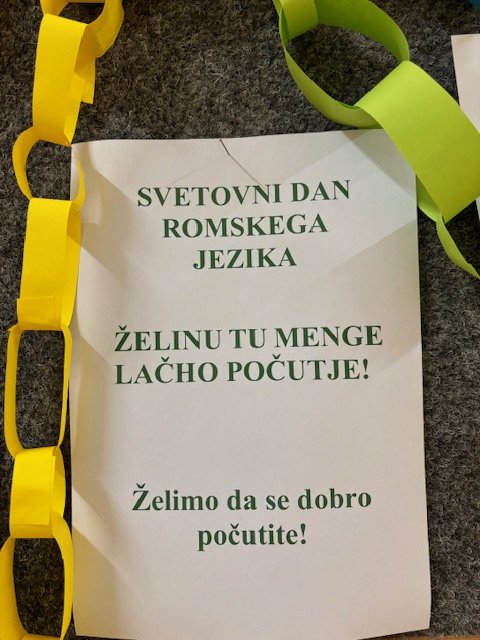 SVETOVNI DAN
ROMSKEGA
JEZIKA
ŽELINU TU MENGE
LAČHO POČUTJE!
Želimo da se dobro
počutite!